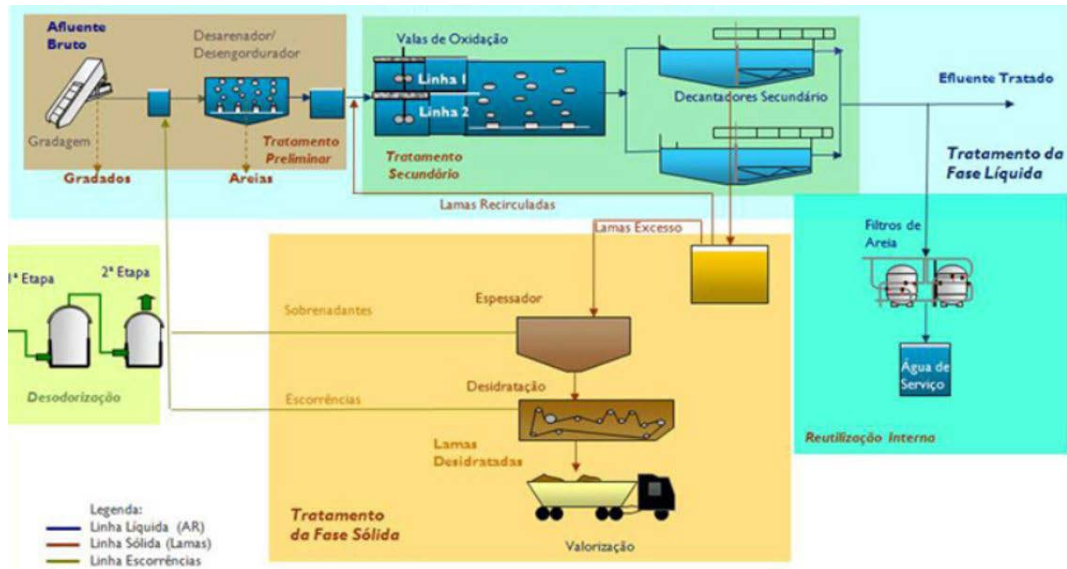 Afluente
Bruto
Desarenador/
Desengordurador
Gradagem
Gradados
Areias
Tratamento
Preliminar
Valas de Oxidação
Linha 1
Linha 2
Tratamento
Secundário
Decantadores Secundário
Efluente Tratado
Tratamento da
Fase Líquida
Lamas Recirculadas
Lamas Excesso
Filtros de
Areia
Água de
Serviço
Reutilização Interna
1ª Etapa
2ª Etapa
Desodorização
Sobrenadantes
Espessador
Escorrências
Desidratação
Lamas
Desidratadas
Tratamento
da Fase Sólida
Valorização
Legenda:
Linha Líquida (AR)
Linha Sólida (Lamas)
Linha Escorrências